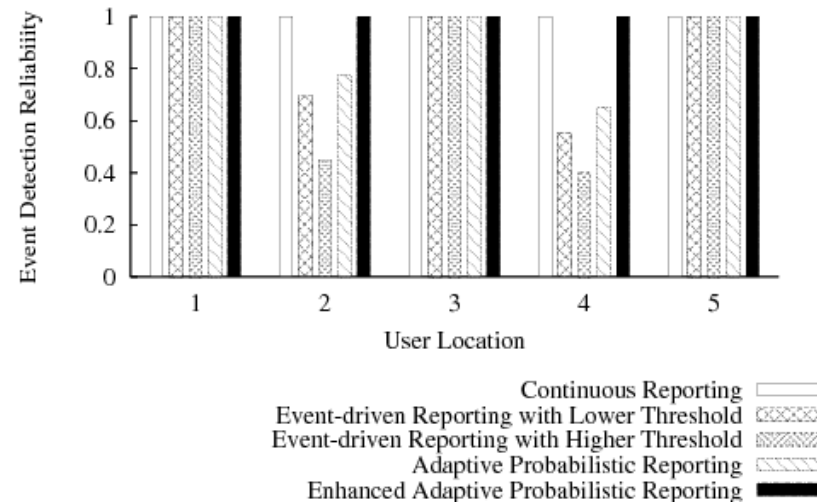 Event Detection Reliability
1
0.8
0.6
0.4
0.2
0
1 2 3 4 5
User Location
Continuous Reporting
Event-driven Reporting with Lower Threshold
Event-driven Reporting with Higher Threshold
Adaptive Probabilistic Reporting
Enhanced Adaptive Probabilistic Reporting